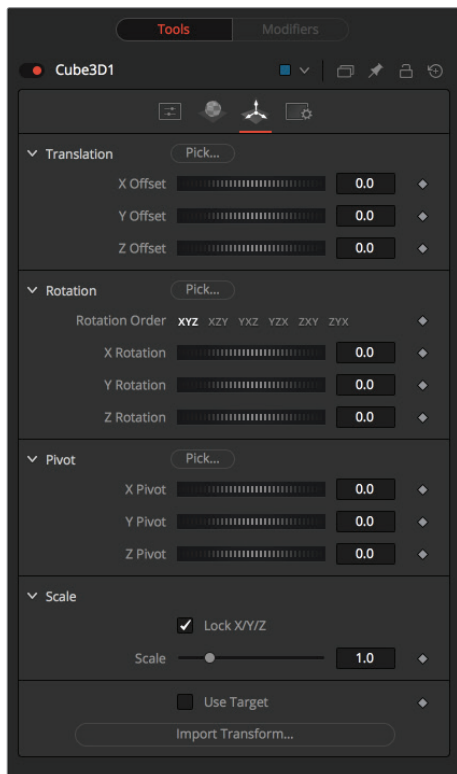 Tools Modifiers
Cube3D1
Translation Pick...
X Offset 0.0
Y Offset 0.0
Z Offset 0.0
Rotation Pick...
Rotation Order XYZ XZY YXZ YZX ZXY ZYX
X Rotation 0.0
Y Rotation 0.0
Z Rotation 0.0
Pivot Pick...
X Pivot 0.0
Y Pivot 0.0
Z Pivot 0.0
Scale
Lock X/Y/Z
Scale 1.0
Use Target
Import Transform...